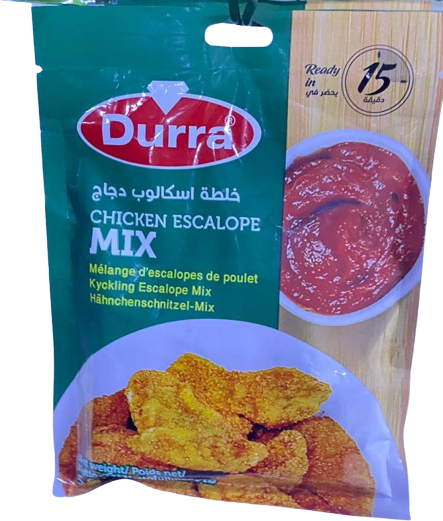 Ready
in
يحضر في
15
دقيقة
Durra®
خلطة اسكالوب دجاج
CHICKEN ESCALOPE
MIX
Mélange d'escalopes de poulet
Kyckling Escalope Mix
Hähnchenschnitzel-Mix
weight/ Poids net/